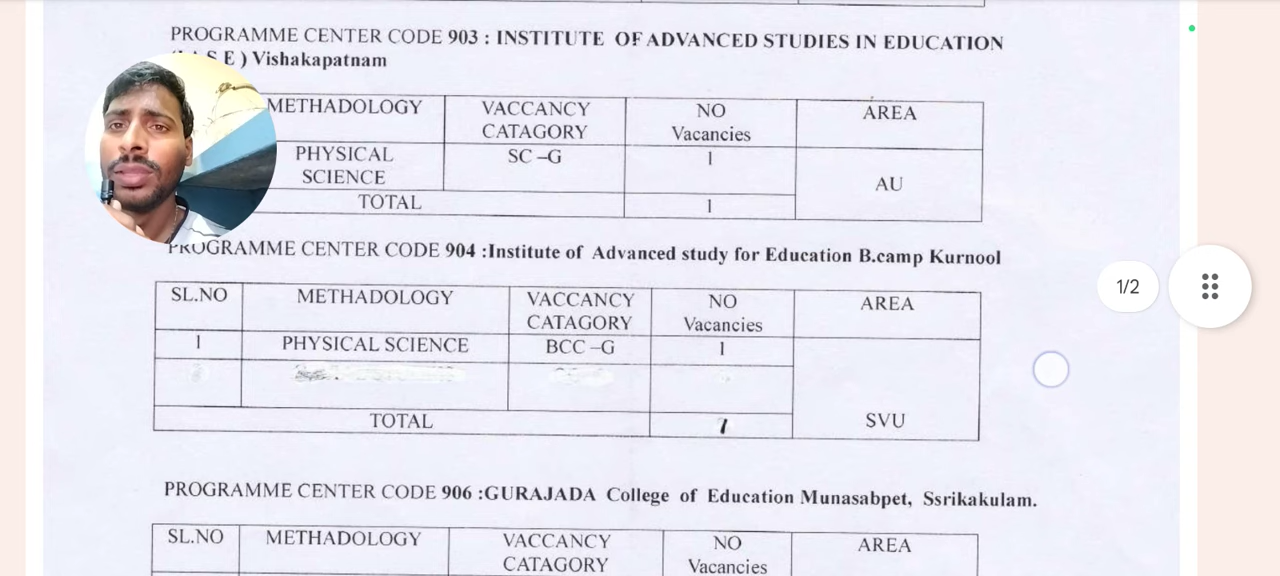 PROGRAMME CENTER CODE 903 : INSTITUTE OF ADVANCED STUDIES IN EDUCATION
S E ) Vishakapatnam
METHADOLOGY VACCANCY CATAGORY NO Vacancies AREA
PHYSICAL SCIENCE SC –G 1 AU
TOTAL 1
PROGRAMME CENTER CODE 904 :Institute of Advanced study for Education B.camp Kurnool
SL.NO METHADOLOGY VACCANCY CATAGORY NO Vacancies AREA
1 PHYSICAL SCIENCE BCC –G 1
TOTAL 1 SVU
PROGRAMME CENTER CODE 906 :GURAJADA College of Education Munasabpet, Ssrikakulam.
SL.NO METHADOLOGY VACCANCY CATAGORY NO Vacancies AREA
1/2